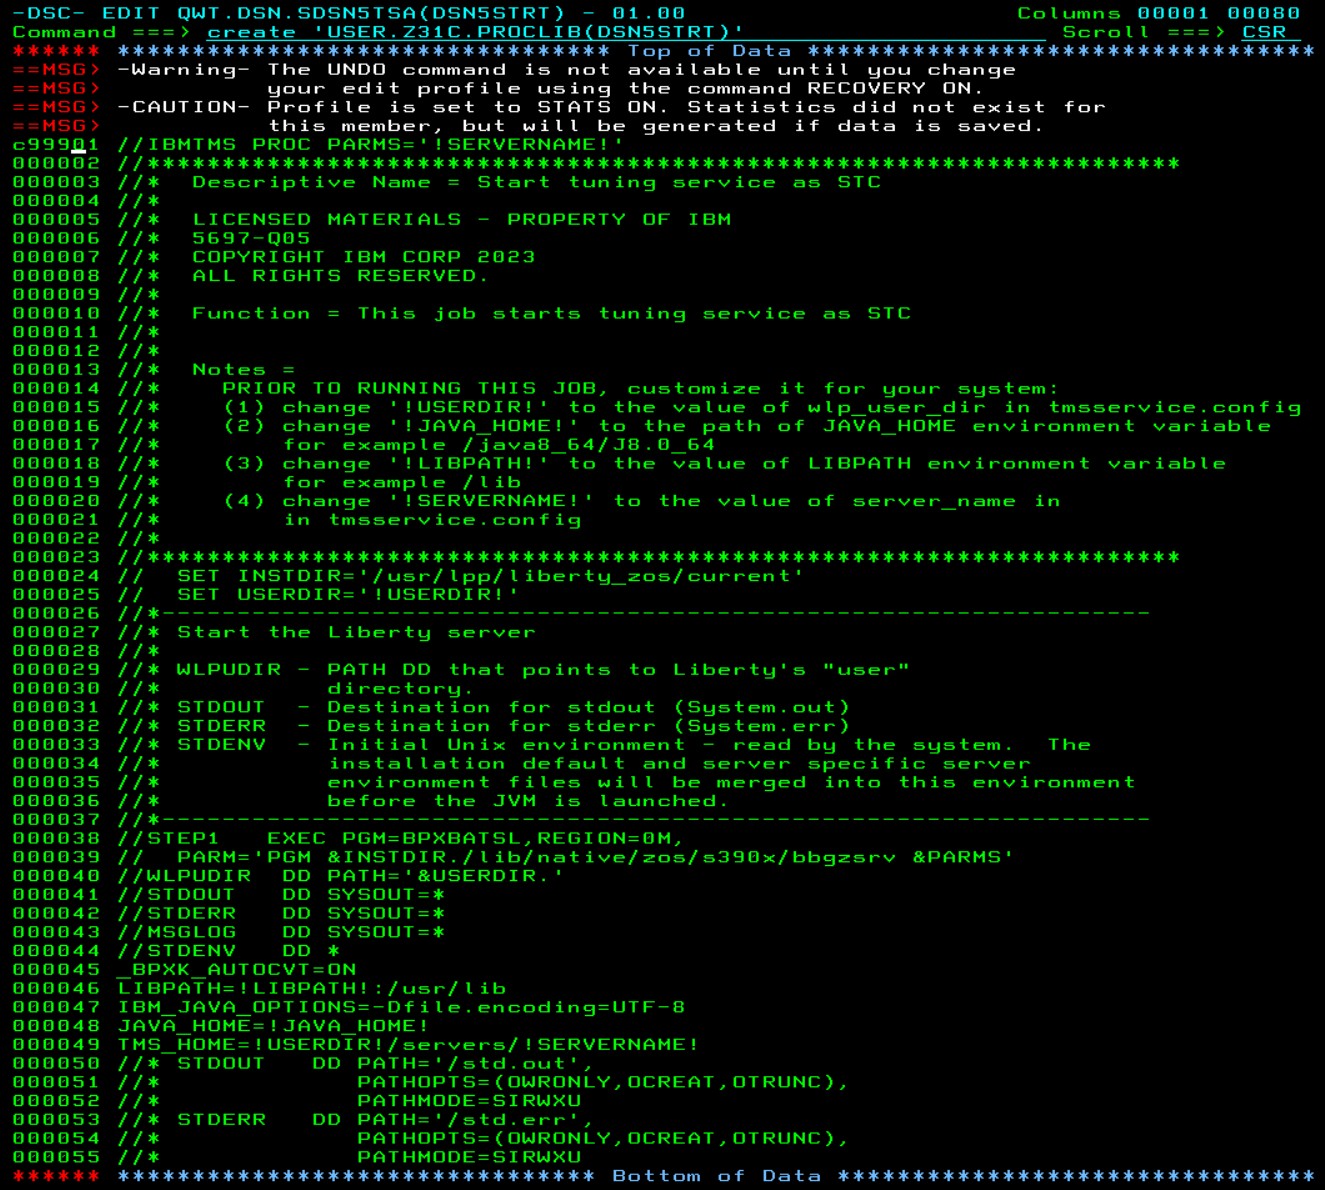 -DSC- EDIT QWT.DSN.SDSN5TSA(DSN5STRT) - 01.00 Columns 00001 00080
Command ===> create 'USER.Z31C.PROCLIB(DSN5STRT)' Scroll ===> CSR
****** ********************************* Top of Data **********************************
==MSG> -Warning- The UNDO command is not available until you change
==MSG>           your edit profile using the command RECOVERY ON.
==MSG> -CAUTION- Profile is set to STATS ON. Statistics did not exist for
==MSG>           this member, but will be generated if data is saved.
c99901 //IBMTMS PROC PARMS='!SERVERNAME!'
000002 //*********************************************************************
000003 //*  Descriptive Name = Start tuning service as STC
000004 //*
000005 //*  LICENSED MATERIALS - PROPERTY OF IBM
000006 //*  5697-Q05
000007 //*  COPYRIGHT IBM CORP 2023
000008 //*  ALL RIGHTS RESERVED.
000009 //*
000010 //*  Function = This job starts tuning service as STC
000011 //*
000012 //*
000013 //*  Notes =
000014 //*    PRIOR TO RUNNING THIS JOB, customize it for your system:
000015 //*    (1) change '!USERDIR!' to the value of wlp_user_dir in tmsservice.config
000016 //*    (2) change '!JAVA_HOME!' to the path of JAVA_HOME environment variable
000017 //*        for example /java8_64/J8.0_64
000018 //*    (3) change '!LIBPATH!' to the value of LIBPATH environment variable
000019 //*        for example /lib
000020 //*    (4) change '!SERVERNAME!' to the value of server_name in
000021 //*        in tmsservice.config
000022 //*
000023 //*********************************************************************
000024 //  SET INSTDIR='/usr/lpp/liberty_zos/current'
000025 //  SET USERDIR='!USERDIR!'
000026 //*------------------------------------------------------------------
000027 //* Start the Liberty server
000028 //*
000029 //* WLPUDIR - PATH DD that points to Liberty's "user"
000030 //*           directory.
000031 //* STDOUT  - Destination for stdout (System.out)
000032 //* STDERR  - Destination for stderr (System.err)
000033 //* STDENV  - Initial Unix environment - read by the system.  The
000034 //*           installation default and server specific server
000035 //*           environment files will be merged into this environment
000036 //*           before the JVM is launched.
000037 //*------------------------------------------------------------------
000038 //STEP1   EXEC PGM=BPXBATSL,REGION=0M,
000039 //  PARM='PGM &INSTDIR./lib/native/zos/s390x/bbgzsrv &PARMS'
000040 //WLPUDIR  DD PATH='&USERDIR.'
000041 //STDOUT   DD SYSOUT=*
000042 //STDERR   DD SYSOUT=*
000043 //MSGLOG   DD SYSOUT=*
000044 //STDENV   DD *
000045 _BPXK_AUTOCVT=ON
000046 LIBPATH=!LIBPATH!:/usr/lib
000047 IBM_JAVA_OPTIONS=-Dfile.encoding=UTF-8
000048 JAVA_HOME=!JAVA_HOME!
000049 TMS_HOME=!USERDIR!/servers/!SERVERNAME!
000050 //* STDOUT   DD PATH='/std.out',
000051 //*             PATHOPTS=(OWRONLY,OCREAT,OTRUNC),
000052 //*             PATHMODE=SIRWXU
000053 //* STDERR   DD PATH='/std.err',
000054 //*             PATHOPTS=(OWRONLY,OCREAT,OTRUNC),
000055 //*             PATHMODE=SIRWXU
****** ******************************** Bottom of Data ********************************